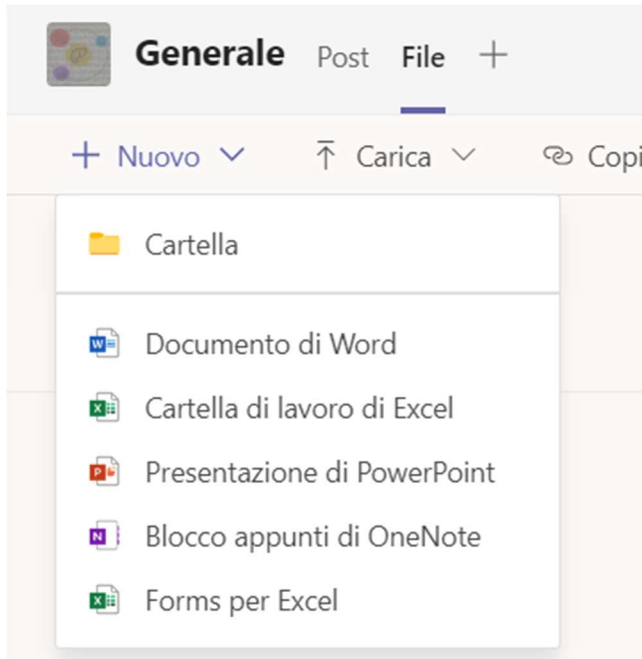 Generale Post File
Nuovo Carica Copi
Cartella
Documento di Word
Cartella di lavoro di Excel
Presentazione di PowerPoint
Blocco appunti di OneNote
Forms per Excel